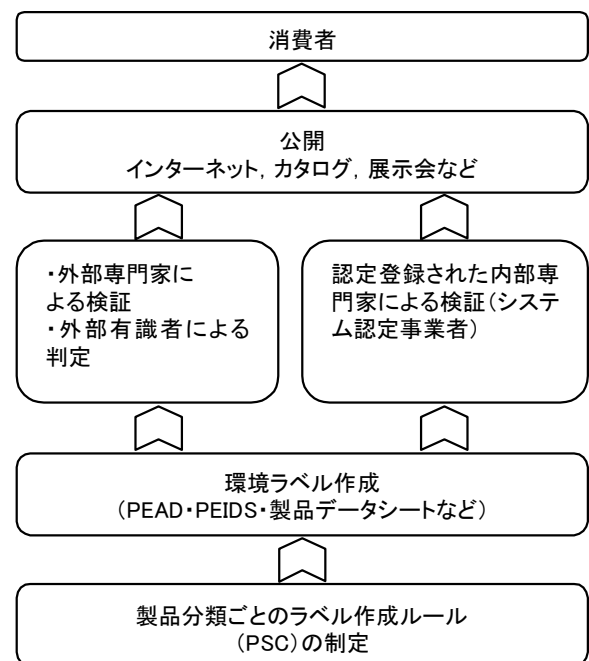 消費者
公開
インターネット，カタログ，展示会など
・外部専門家に
よる検証
・外部有識者による
判定
認定登録された内部専
門家による検証（システ
ム認定事業者）
環境ラベル作成
（PEAD・PEIDS・製品データシートなど）
製品分類ごとのラベル作成ルール
（PSC）の制定